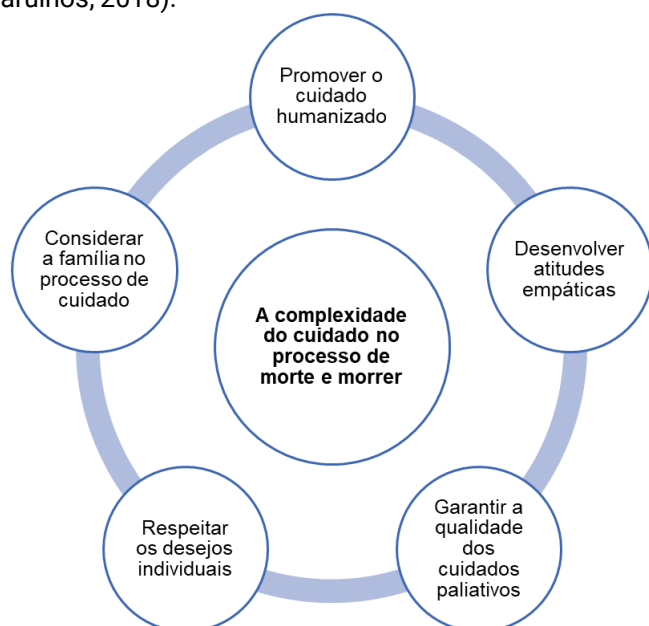 2018).
Promover o
cuidado
humanizado
Desenvolver
atitudes
empáticas
Garantir a
qualidade
dos
cuidados
paliativos
Respeitar
os desejos
individuais
Considerar
a família no
processo de
cuidado
A complexidade
do cuidado no
processo de
morte e morrer